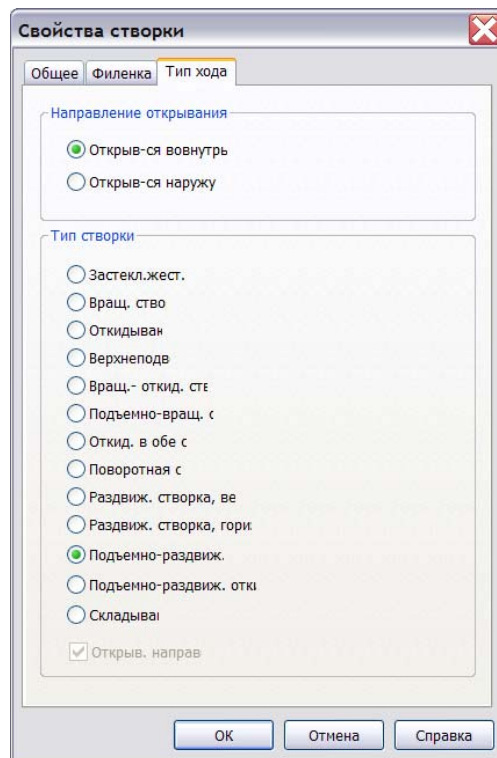 Свойства створки
Общее Филенка Тип хода
Направление открывания
Открыв-ся вовнутрь
Открыв-ся наружу
Тип створки
Застекл.жест.
Вращ. ство
Откидыван
Верхнеподв
Вращ.- откид. ств
Подъемно-вращ. с
Откид. в обе с
Поворотная с
Раздвиж. створка, ве
Раздвиж. створка, гори
Подъемно-раздвиж.
Подъемно-раздвиж. отки
Складыва
Открыв. направ
ОК Отмена Справка